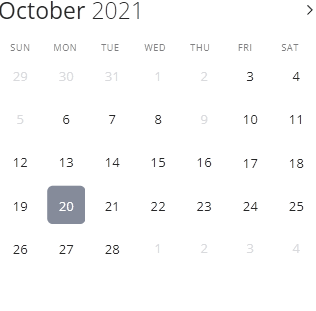 October 2021
SUN MON TUE WED THU FRI SAT
29 30 31 1 2 3 4
5 6 7 8 9 10 11
12 13 14 15 16 17 18
19 20 21 22 23 24 25
26 27 28 1 2 3 4